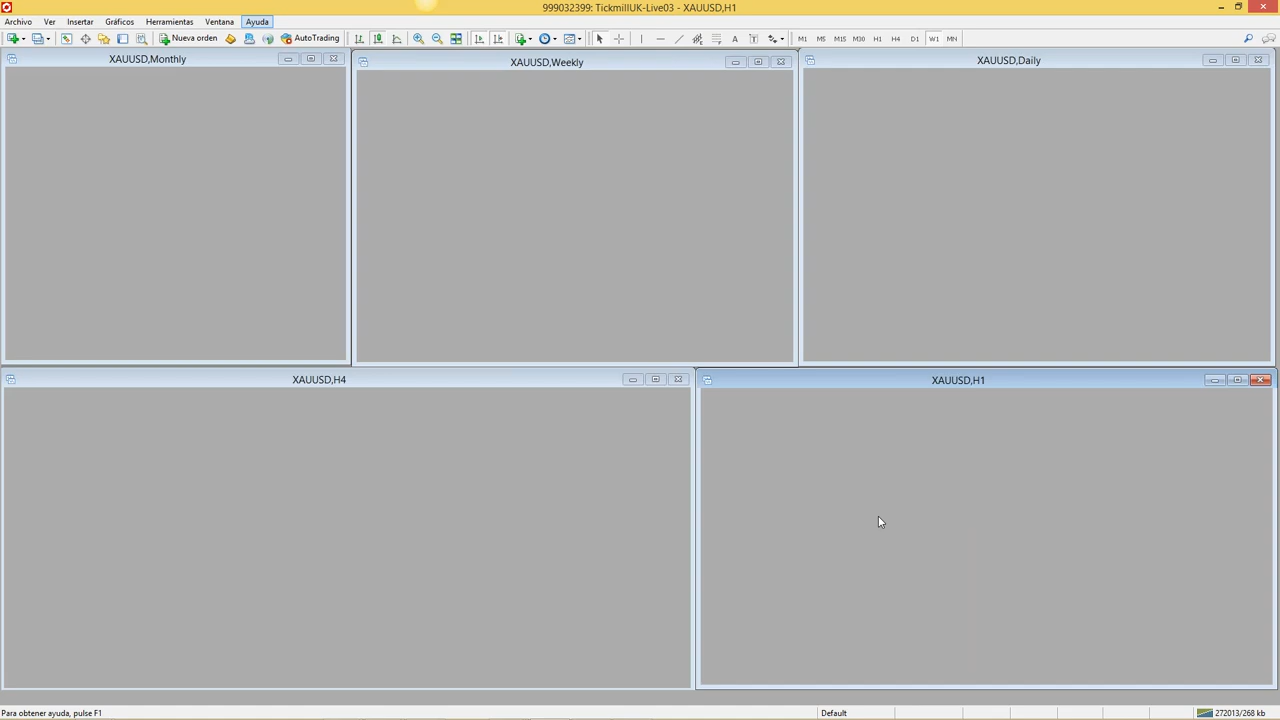 999032399: TickmillUK-Live03 - XAUUSD,H1
Archivo Ver Insertar Gráficos Herramientas Ventana Ayuda
Nueva orden AutoTrading A T M1 M5 M15 M30 H1 H4 D1 W1 MN
XAUUSD,Monthly
XAUUSD,Weekly
XAUUSD,Daily
XAUUSD,H4
XAUUSD,H1
Para obtener ayuda, pulse F1
Default
272013/268 kb